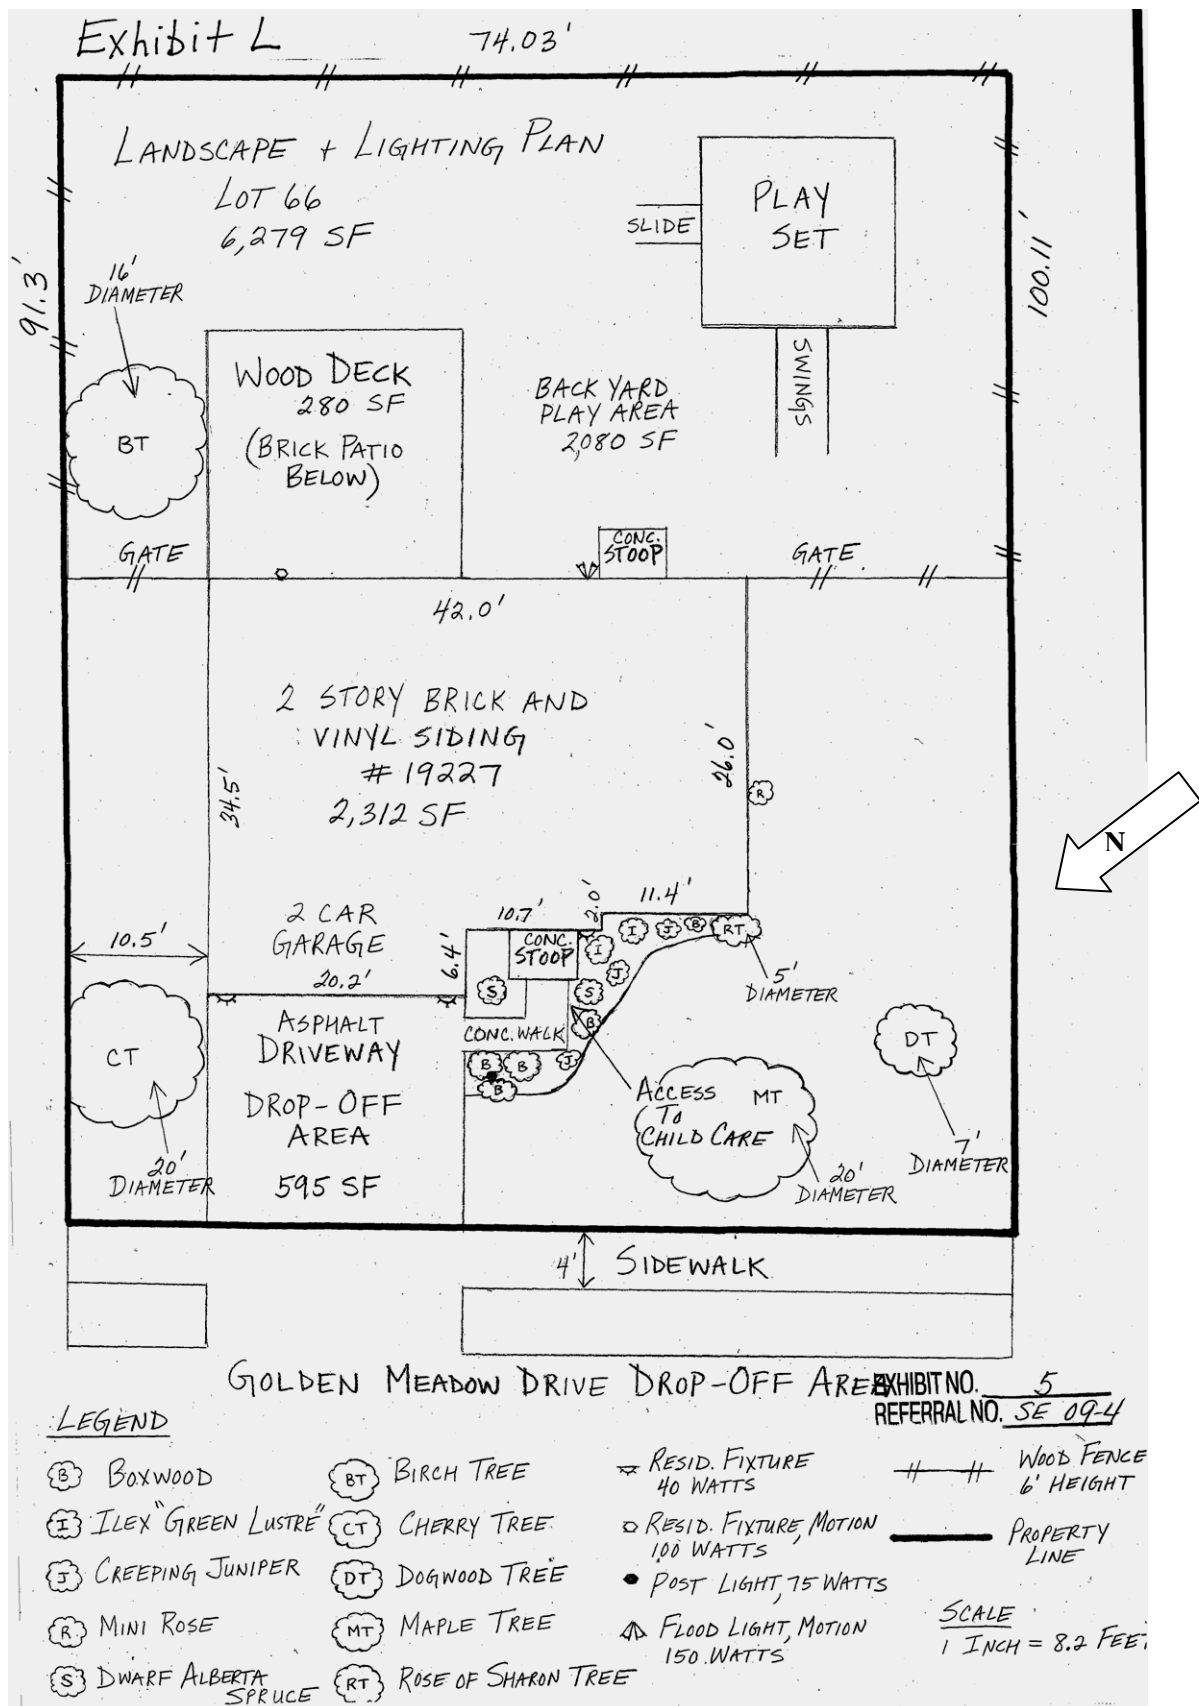 Exhibit L
74.03'
LANDSCAPE + LIGHTING PLAN
LOT 66
6,279 SF
PLAY
SET
SLIDE
SWINGS
91.3'
100.11'
16'
DIAMETER
BT
WOOD DECK
280 SF
(BRICK PATIO
BELOW)
BACK YARD
PLAY AREA
2,080 SF
GATE
CONC.
STOOP
GATE
42.0'
2 STORY BRICK AND
VINYL SIDING
# 19227
2,312 SF
34.5'
26.0'
R
N
2 CAR
GARAGE
10.5'
20.2'
6.4'
10.7'
2.0'
11.4'
CONC.
STOOP
I
I
J
B
RT
J
S
S
B
5'
DIAMETER
CONC. WALK
B
B
J
B
CT
20'
DIAMETER
ASPHALT
DRIVEWAY
DROP-OFF
AREA
595 SF
ACCESS
TO
CHILD CARE
MT
20'
DIAMETER
DT
7'
DIAMETER
4'
SIDEWALK
GOLDEN MEADOW DRIVE DROP-OFF AREA
EXHIBIT NO. 5
REFERRAL NO. SE 09-4
LEGEND
B BOXWOOD
I ILEX "GREEN LUSTRE"
J CREEPING JUNIPER
R MINI ROSE
S DWARF ALBERTA
SPRUCE
BT BIRCH TREE
CT CHERRY TREE
DT DOGWOOD TREE
MT MAPLE TREE
RT ROSE OF SHARON TREE
RESID. FIXTURE
40 WATTS
RESID. FIXTURE, MOTION
100 WATTS
POST LIGHT, 75 WATTS
FLOOD LIGHT, MOTION
150 WATTS
WOOD FENCE
6' HEIGHT
PROPERTY
LINE
SCALE
1 INCH = 8.2 FEET